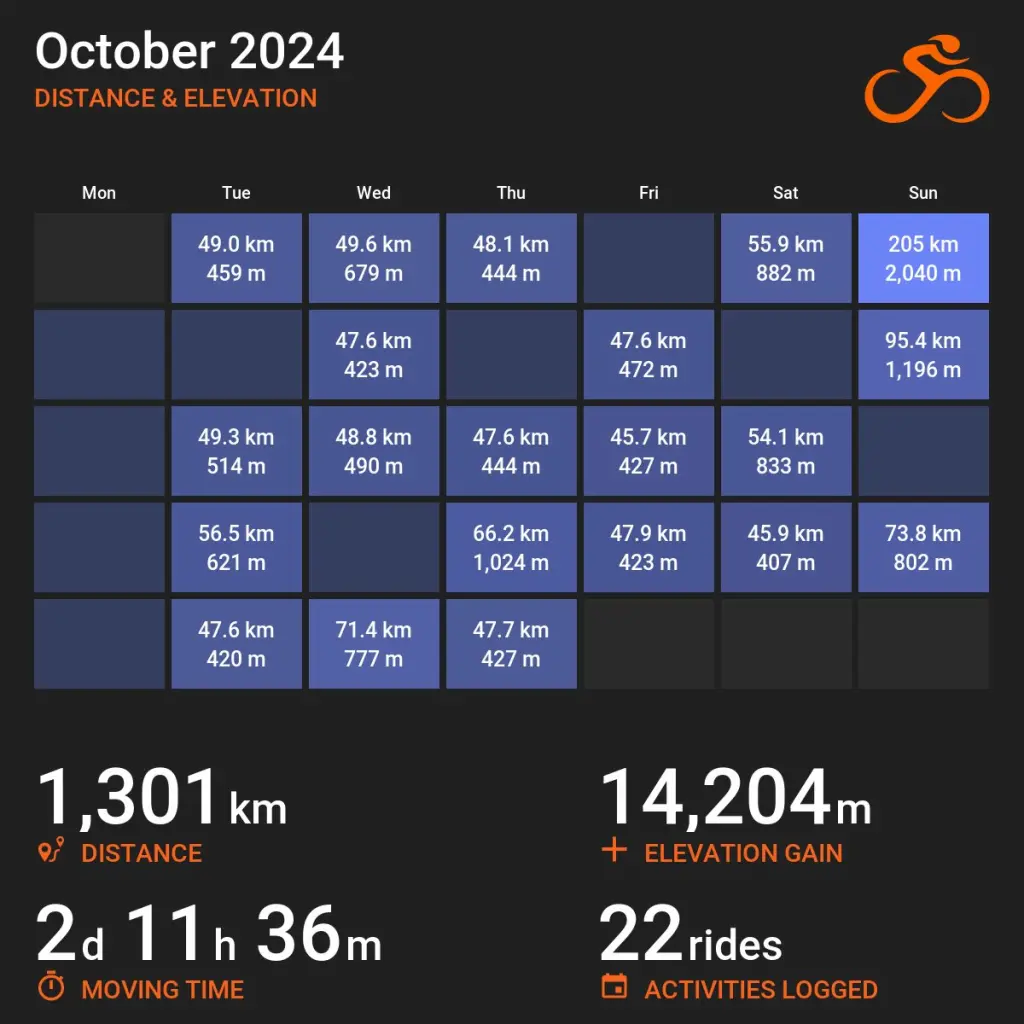 October 2024
DISTANCE & ELEVATION
Mon Tue Wed Thu Fri Sat Sun
49.0 km 49.6 km 48.1 km 55.9 km 205 km
459 m 679 m 444 m 882 m 2,040 m
47.6 km 47.6 km 95.4 km
423 m 472 m 1,196 m
49.3 km 48.8 km 47.6 km 45.7 km 54.1 km
514 m 490 m 444 m 427 m 833 m
56.5 km 66.2 km 47.9 km 45.9 km 73.8 km
621 m 1,024 m 423 m 407 m 802 m
47.6 km 71.4 km 47.7 km
420 m 777 m 427 m
1,301 km 14,204 m
DISTANCE ELEVATION GAIN
2d 11h 36m 22 rides
MOVING TIME ACTIVITIES LOGGED